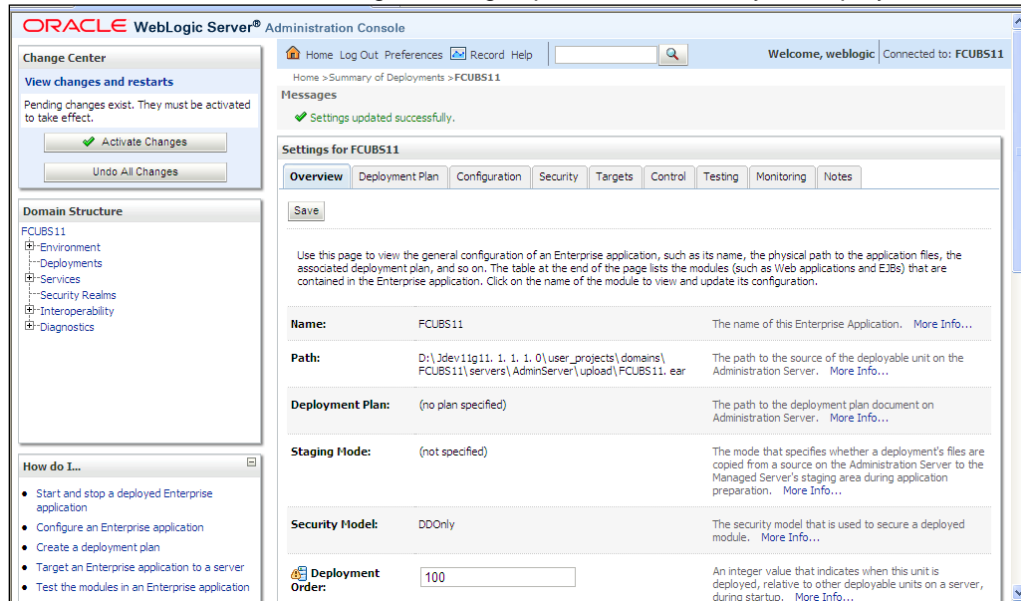 ORACLE WebLogic Server® Administration Console
Change Center
View changes and restarts
Pending changes exist. They must be activated
to take effect.
Activate Changes
Undo All Changes
Domain Structure
FCUBS11
Environment
Deployments
Services
Security Realms
Interoperability
Diagnostics
How do I...
Start and stop a deployed Enterprise
application
Configure an Enterprise application
Create a deployment plan
Target an Enterprise application to a server
Test the modules in an Enterprise application
Home Log Out Preferences Record Help
Welcome, weblogic Connected to: FCUBS11
Home >Summary of Deployments >FCUBS11
Messages
Settings updated successfully.
Settings for FCUBS11
Overview Deployment Plan Configuration Security Targets Control Testing Monitoring Notes
Save
Use this page to view the general configuration of an Enterprise application, such as its name, the physical path to the application files, the
associated deployment plan, and so on. The table at the end of the page lists the modules (such as Web applications and EJBs) that are
contained in the Enterprise application. Click on the name of the module to view and update its configuration.
Name: FCUBS11 The name of this Enterprise Application. More Info...
Path: D:\Jdev11g11. 1. 1. 1. 0\user_projects\domains\ The path to the source of the deployable unit on the
FCUBS11\servers\AdminServer\upload\FCUBS11. ear Administration Server. More Info...
Deployment Plan: (no plan specified) The path to the deployment plan document on
Administration Server. More Info...
Staging Mode: (not specified) The mode that specifies whether a deployment's files are
copied from a source on the Administration Server to the
Managed Server's staging area during application
preparation. More Info...
Security Model: DDOnly The security model that is used to secure a deployed
module. More Info...
Deployment Order: 100 An integer value that indicates when this unit is
deployed, relative to other deployable units on a server,
during startup. More Info...